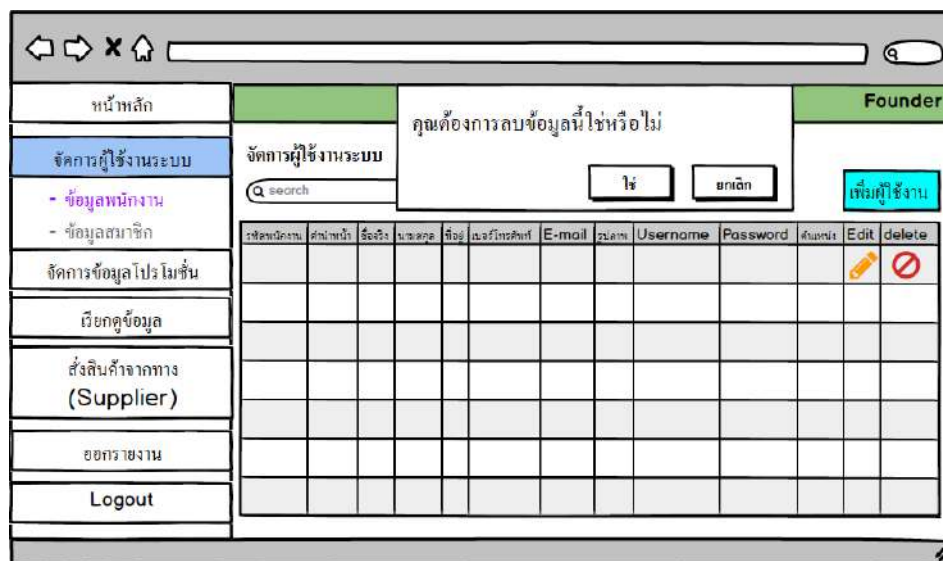 หน้าหลัก
Founder
คุณต้องการลบข้อมูลนี้ใช่หรือไม่
ใช่
ยกเลิก
จัดการผู้ใช้งานระบบ
- ข้อมูลพนักงาน
- ข้อมูลสมาชิก
จัดการข้อมูลโปรโมชั่น
เรียกดูข้อมูล
สั่งสินค้าจากทาง
(Supplier)
ออกรายงาน
Logout
จัดการผู้ใช้งานระบบ
search
เพิ่มผู้ใช้งาน
รหัสพนักงาน คำนำหน้า ชื่อจริง นามสกุล ที่อยู่ เบอร์โทรศัพท์ E-mail รูปภาพ Username Password ตำแหน่ง Edit delete